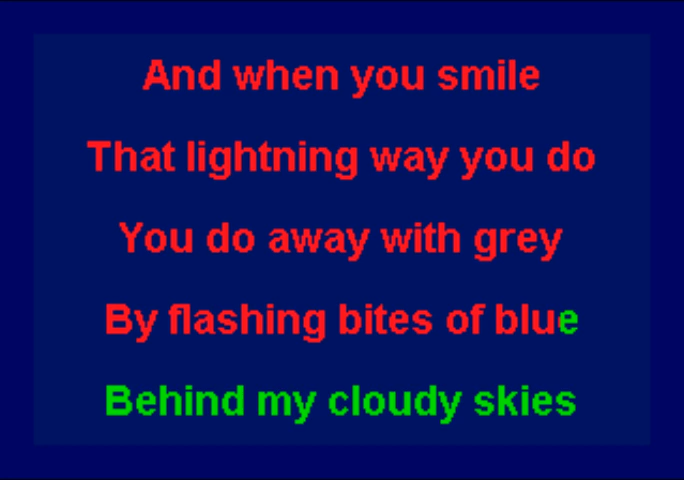 And when you smile
That lightning way you do
You do away with grey
By flashing bites of blue
Behind my cloudy skies